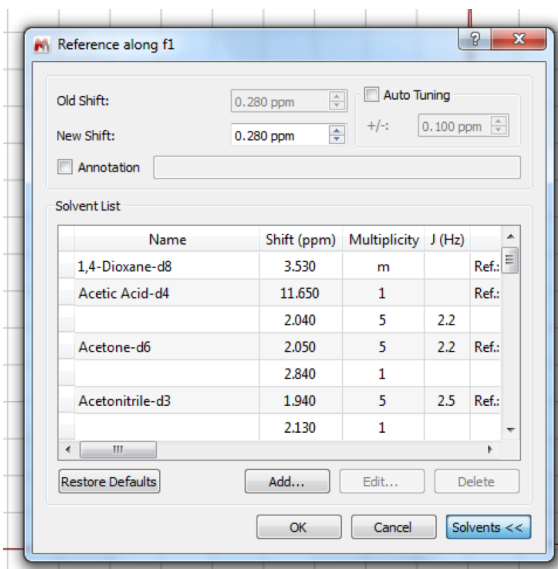 Reference along f1
Old Shift: 0.280 ppm Auto Tuning
New Shift: 0.280 ppm +/-: 0.100 ppm
Annotation
Solvent List
Name Shift (ppm) Multiplicity J (Hz)
1,4-Dioxane-d8 3.530 m Ref.:
Acetic Acid-d4 11.650 1 Ref.:
2.040 5 2.2
Acetone-d6 2.050 5 2.2 Ref.:
2.840 1
Acetonitrile-d3 1.940 5 2.5 Ref.:
2.130 1
Restore Defaults Add... Edit... Delete
OK Cancel Solvents <<